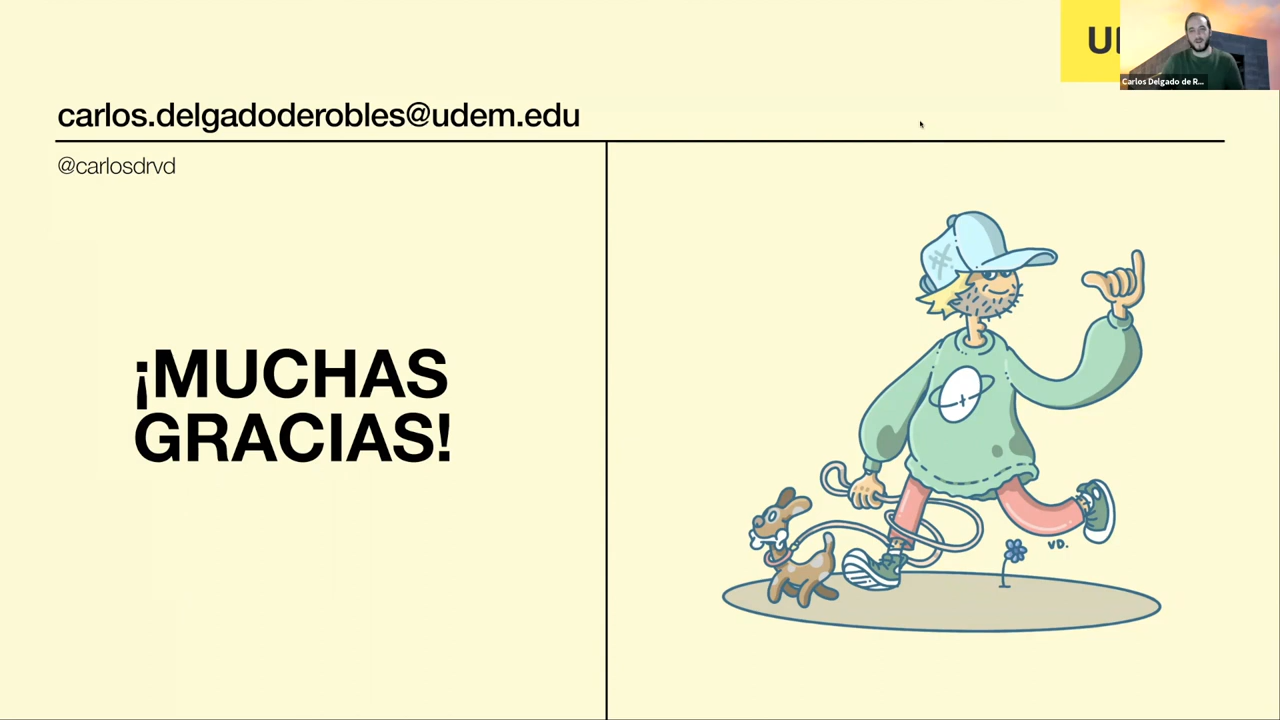 carlos.delgadoderobles@udem.edu
@carlosdrvd
¡MUCHAS
GRACIAS!
U
Carlos Delgado de R...
VD.